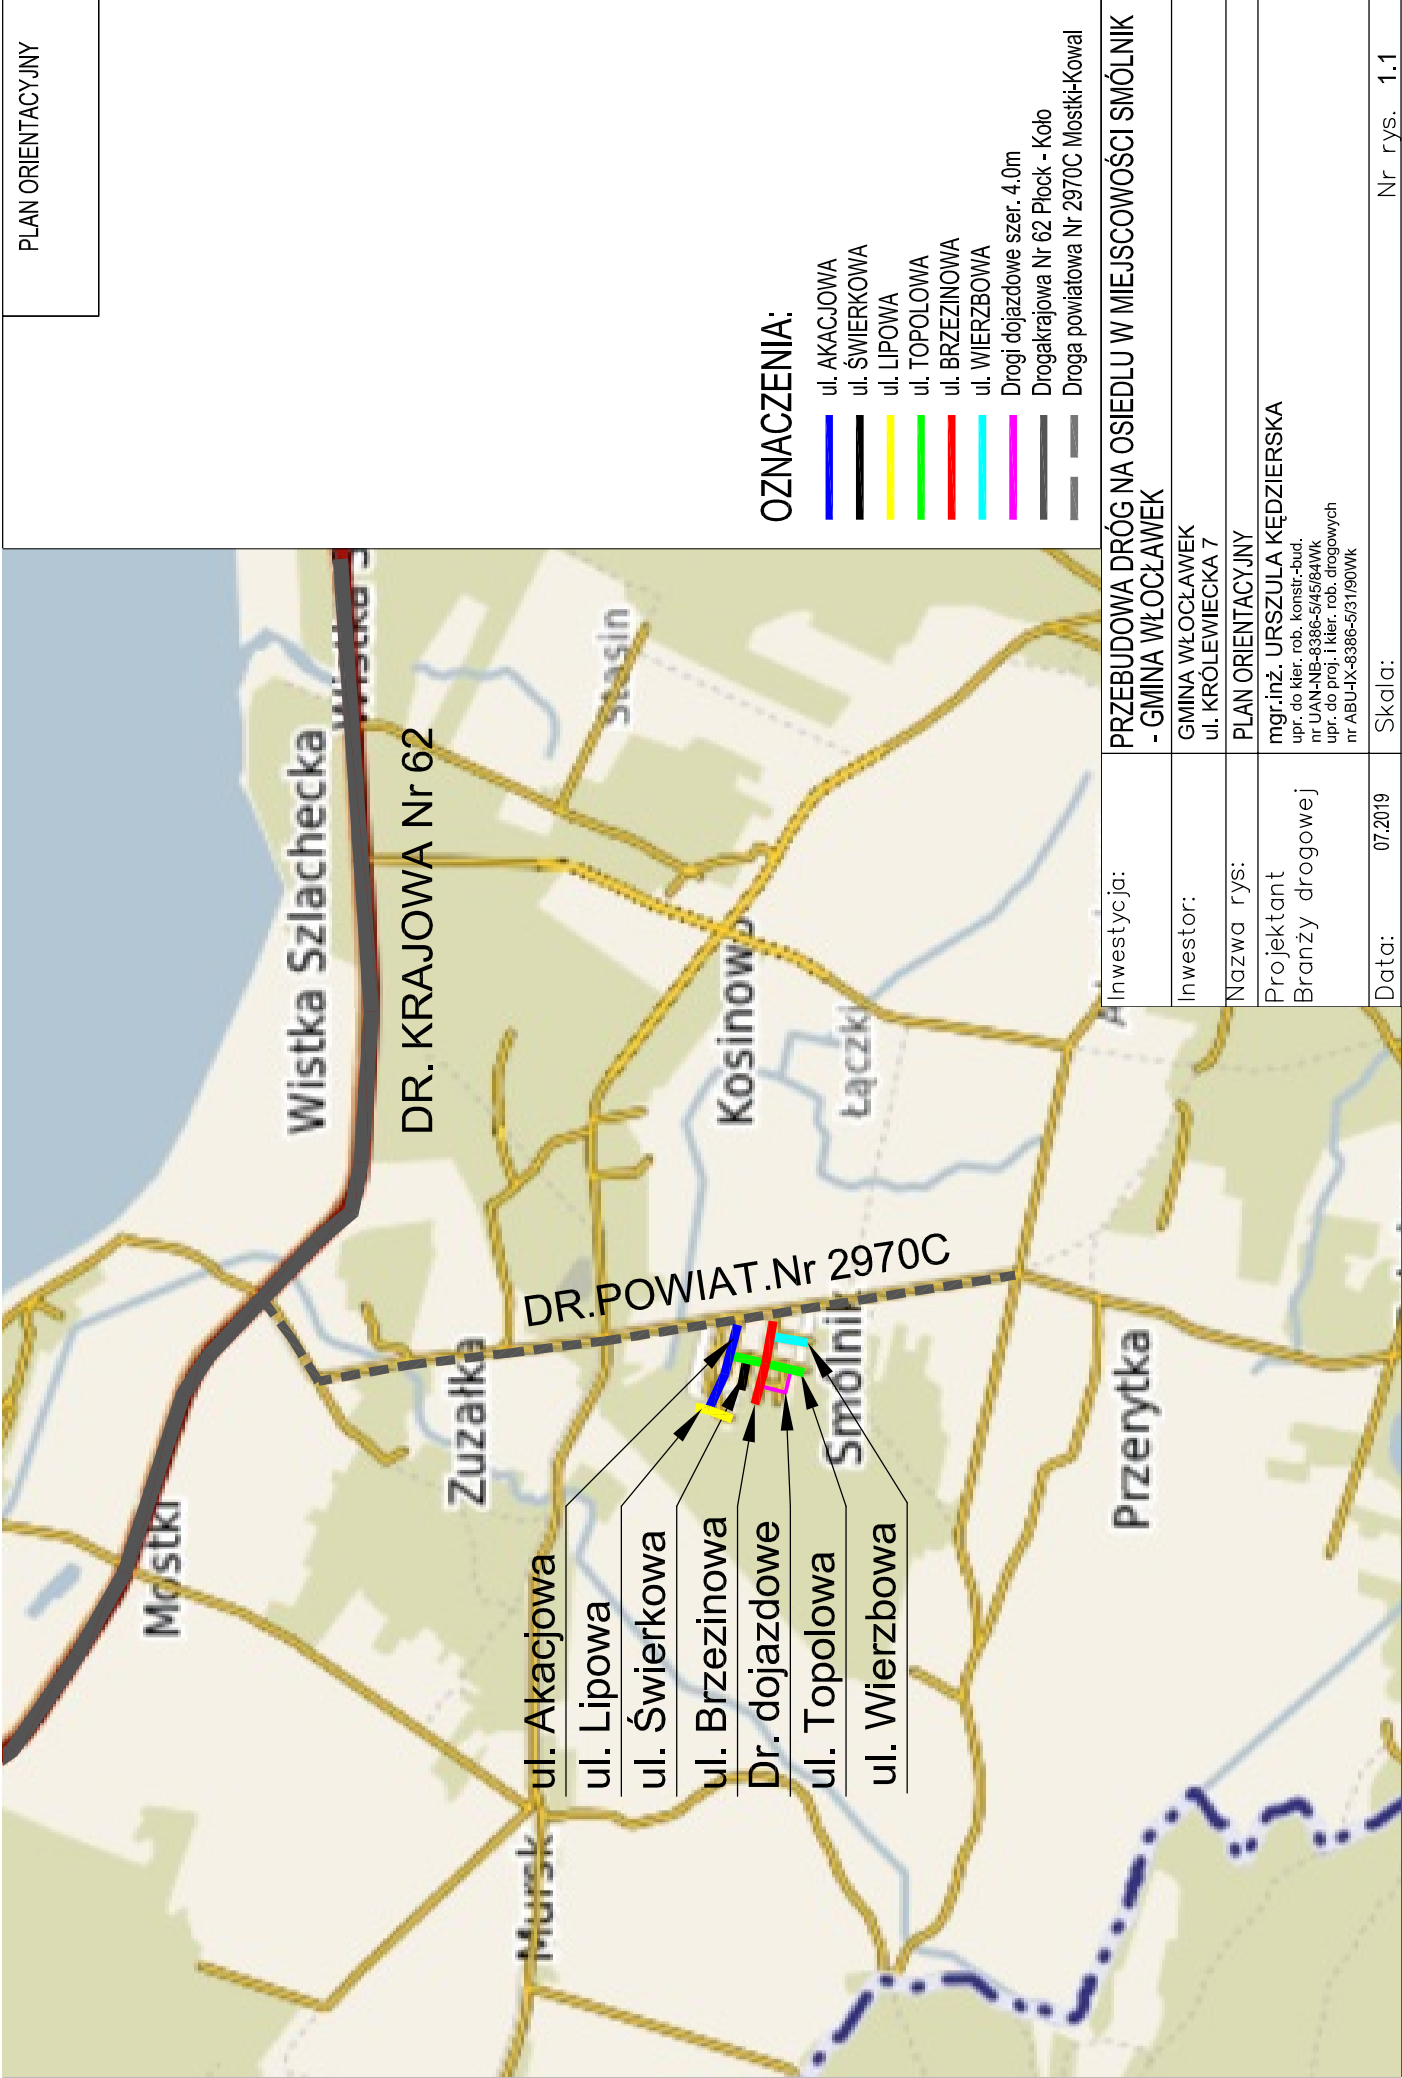 PLAN ORIENTACYJNY
Wistka Szlachecka
DR. KRAJOWA Nr 62
Stasin
Kosinowo
Łączki
Mostki
Zuzałka
DR.POWIAT.Nr 2970C
Smólnik
Przerytka
Mursk
ul. Akacjowa
ul. Lipowa
ul. Świerkowa
ul. Brzezinowa
Dr. dojazdowe
ul. Topolowa
ul. Wierzbowa
OZNACZENIA:
ul. AKACJOWA
ul. ŚWIERKOWA
ul. LIPOWA
ul. TOPOLOWA
ul. BRZEZINOWA
ul. WIERZBOWA
Drogi dojazdowe szer. 4.0m
Drogakrajowa Nr 62 Płock - Koło
Droga powiatowa Nr 2970C Mostki-Kowal
Inwestycja: PRZEBUDOWA DRÓG NA OSIEDLU W MIEJSCOWOŚCI SMÓLNIK
- GMINA WŁOCŁAWEK
Inwestor: GMINA WŁOCŁAWEK
ul. KRÓLEWIECKA 7
Nazwa rys: PLAN ORIENTACYJNY
Projektant
Branży drogowej
mgr.inż. URSZULA KĘDZIERSKA
upr. do kier. rob. konstr.-bud.
nr UAN-NB-8386-5/45/84Wk
upr. do proj. i kier. rob. drogowych
nr ABU-IX-8386-5/31/90Wk
Data: 07.2019 Skala: Nr rys. 1.1